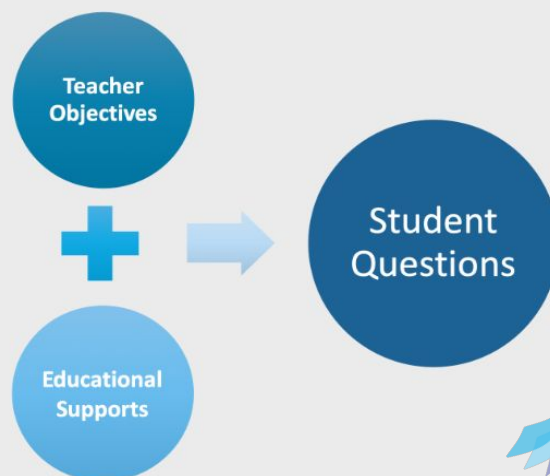 Teacher
Objectives
Student
Questions
Educational
Supports